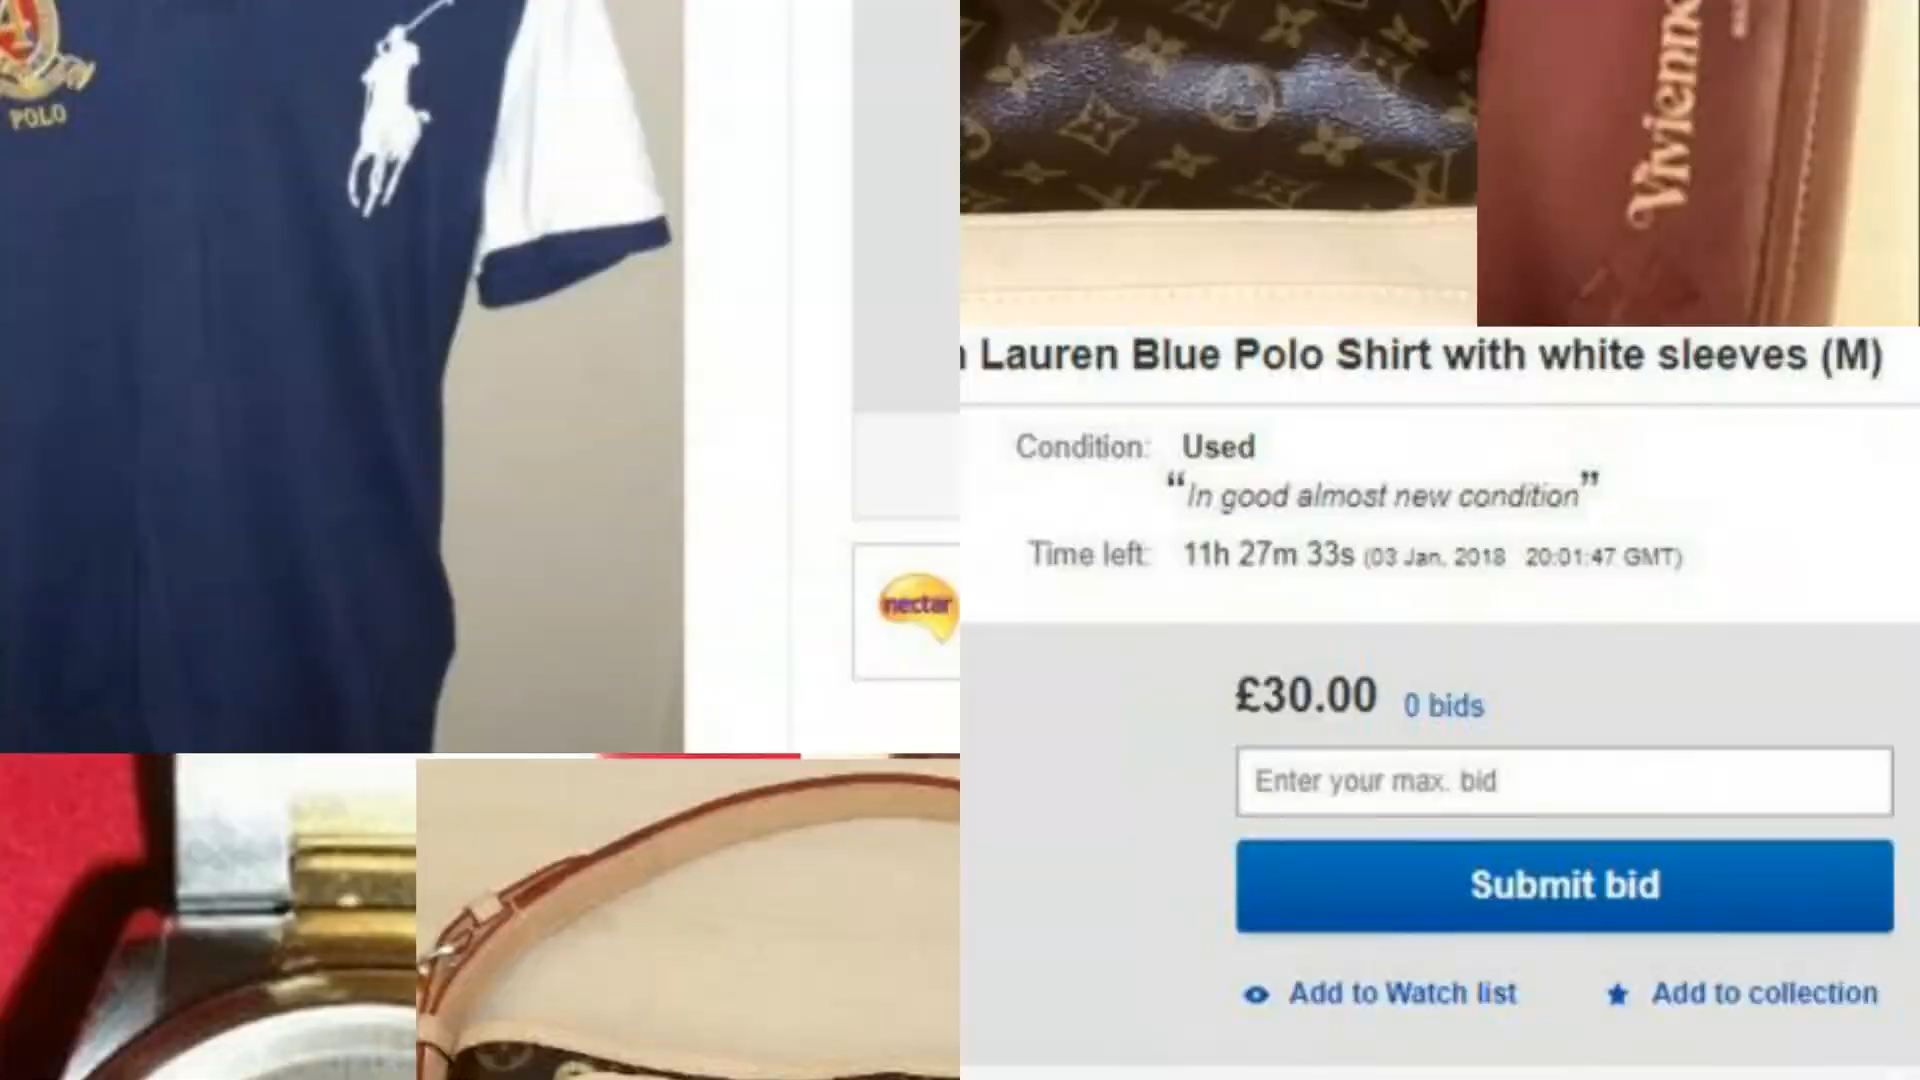 POLO
Vivienne
Lauren Blue Polo Shirt with white sleeves (M)
Condition: Used
“In good almost new condition”
Time left: 11h 27m 33s (03 Jan, 2018 20:01:47 GMT)
nectar
£30.00 0 bids
Enter your max. bid
Submit bid
Add to Watch list Add to collection